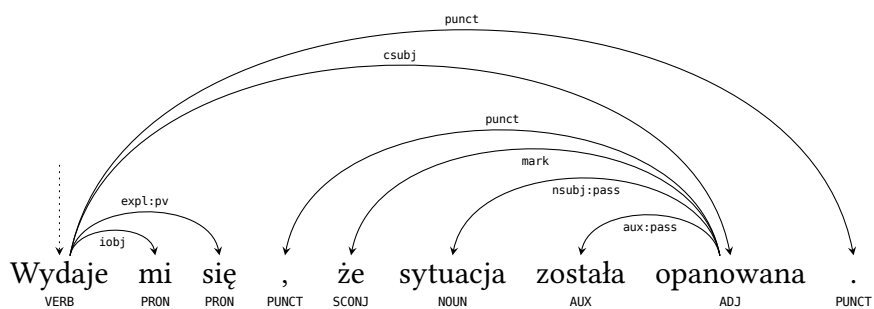 punct
csubj
punct
mark
expl:pv
nsubj:pass
iobj
aux:pass
Wydaje mi się , że sytuacja została opanowana .
VERB PRON PRON PUNCT SCONJ NOUN AUX ADJ PUNCT